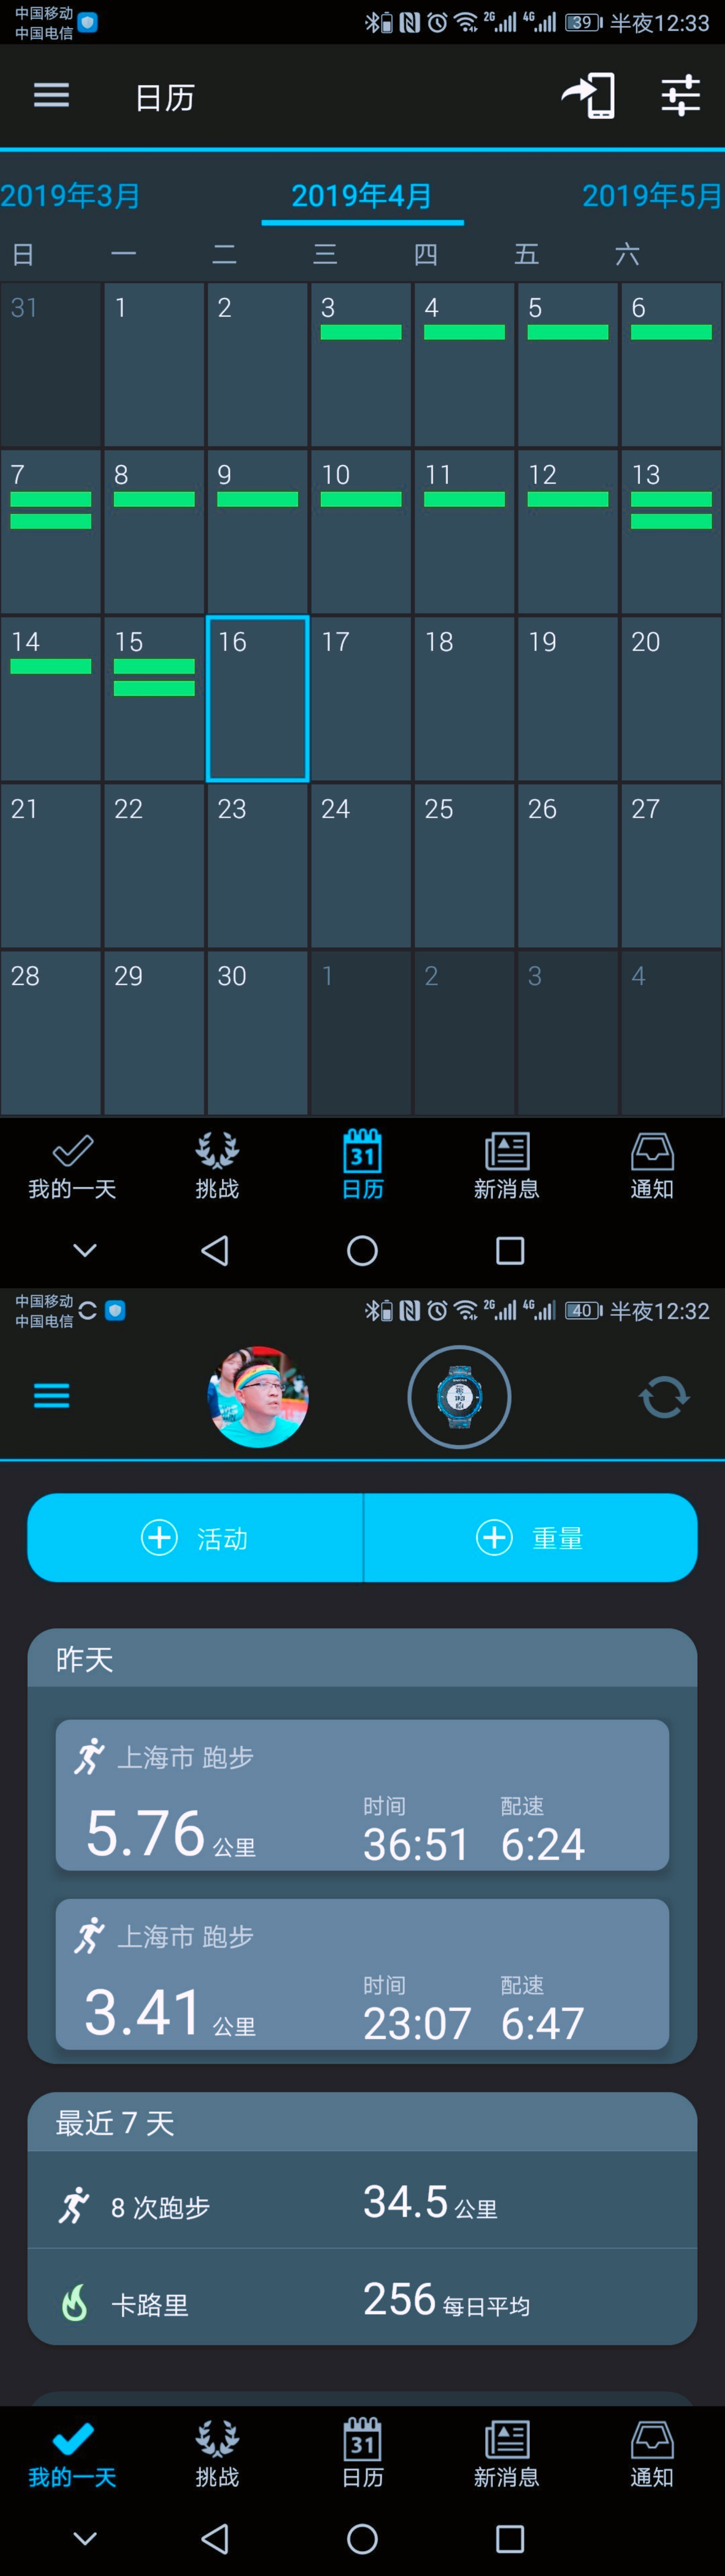 中国移动
中国电信
2G 4G 39 半夜12:33
日历
2019年3月 2019年4月 2019年5月
日 一 二 三 四 五 六
31 1 2 3 4 5 6
7 8 9 10 11 12 13
14 15 16 17 18 19 20
21 22 23 24 25 26 27
28 29 30 1 2 3 4
31
我的一天 挑战 日历 新消息 通知
中国移动
中国电信
2G 4G 40 半夜12:32
活动 重量
昨天
上海市 跑步
时间 配速
5.76 公里 36:51 6:24
上海市 跑步
时间 配速
3.41 公里 23:07 6:47
最近 7 天
8 次跑步 34.5 公里
卡路里 256 每日平均
31
我的一天 挑战 日历 新消息 通知